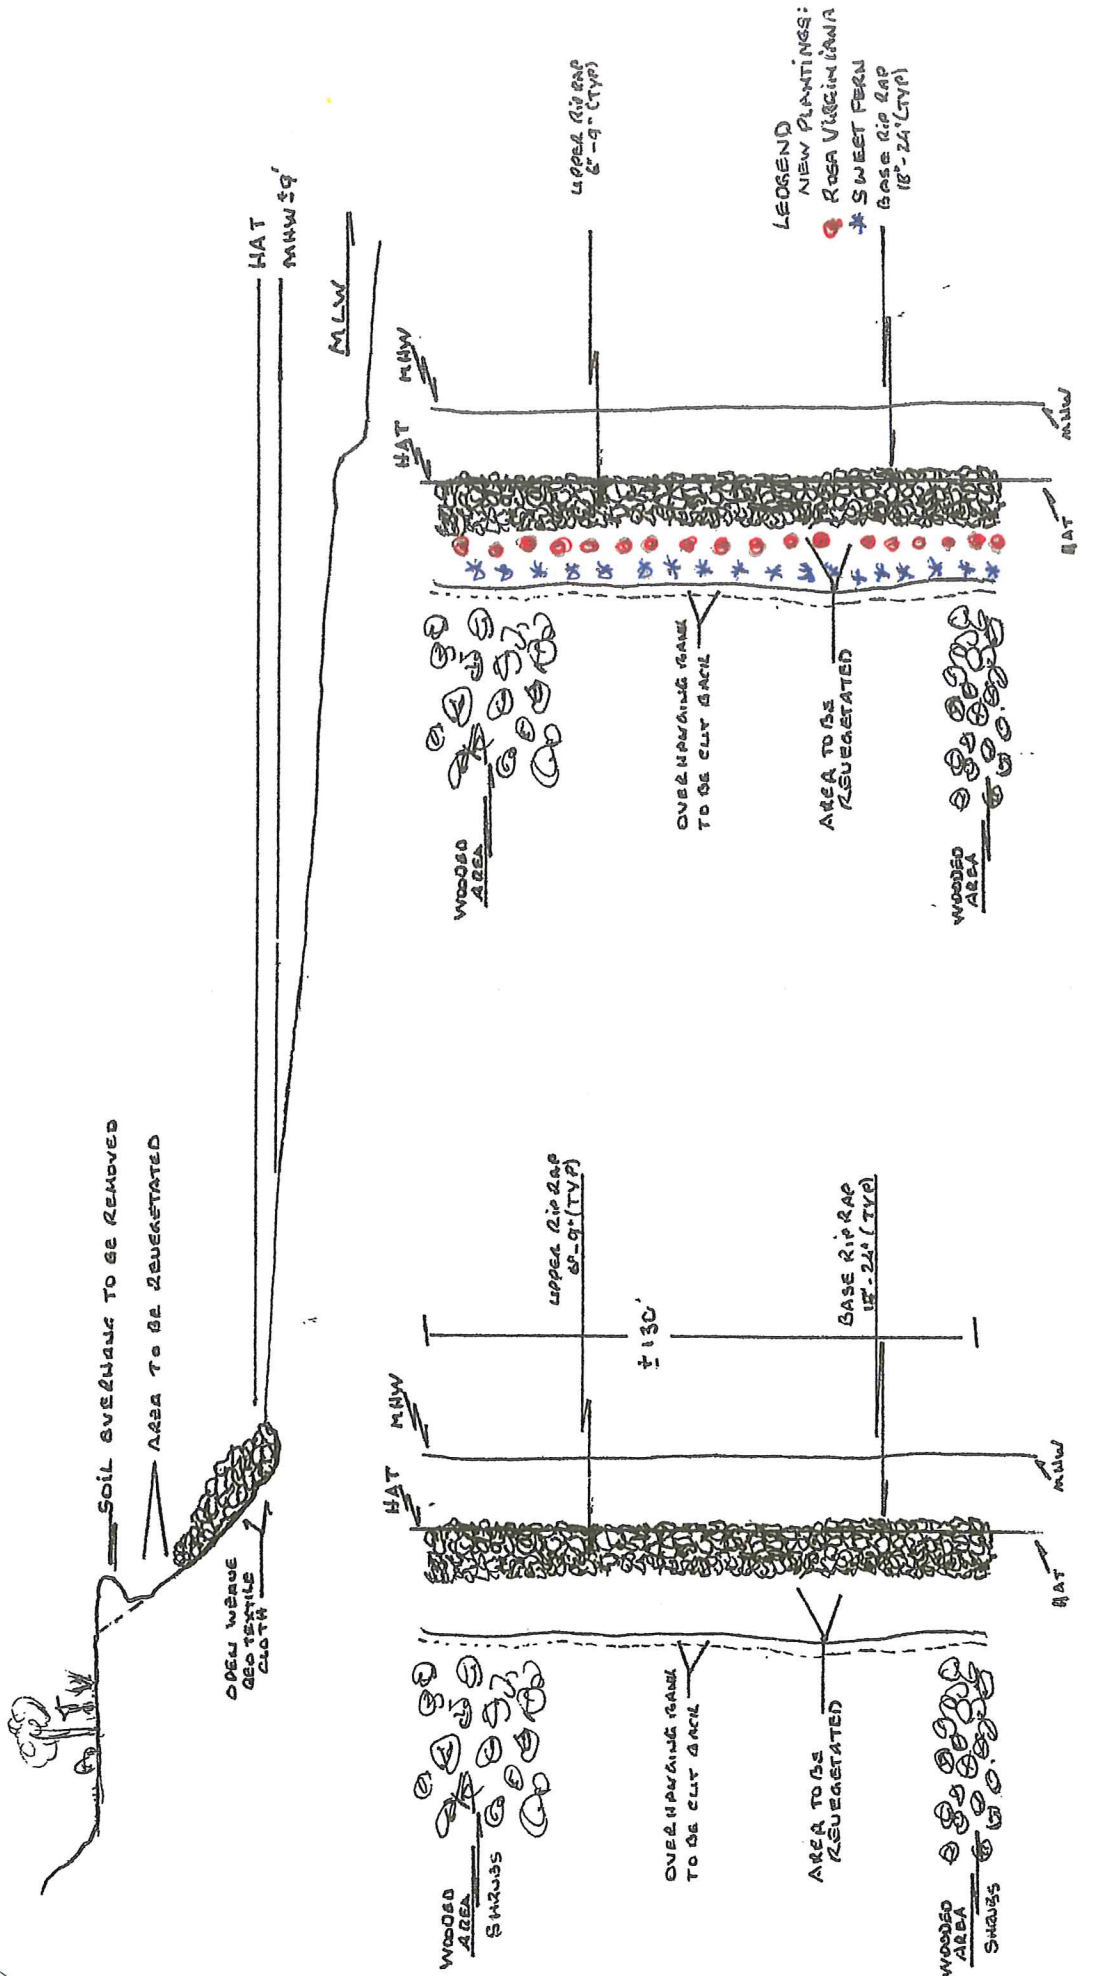 SOIL OVERHANG TO BE REMOVED
AREA TO BE REVEGETATED
OPEN WEAVE
GEOTEXTILE
CLOTH
HAT
MHW ± 9'
MLW
WOODED
AREA
SHRUBS
OVERHANGING BANK
TO BE CUT BACK
AREA TO BE
REVEGETATED
WOODED
AREA
SHRUBS
HAT
MHW
UPPER RIP RAP
6"-9" (TYP)
± 130'
BASE RIP RAP
18"-24" (TYP)
HAT
MHW
WOODED
AREA
OVERHANGING BANK
TO BE CUT BACK
AREA TO BE
REVEGETATED
WOODED
AREA
HAT
MHW
UPPER RIP RAP
6"-9" (TYP)
LEDGEND
NEW PLANTINGS:
ROSA VIRGINIANA
SWEET FERN
BASE RIP RAP
18"-24" (TYP)
HAT
MHW